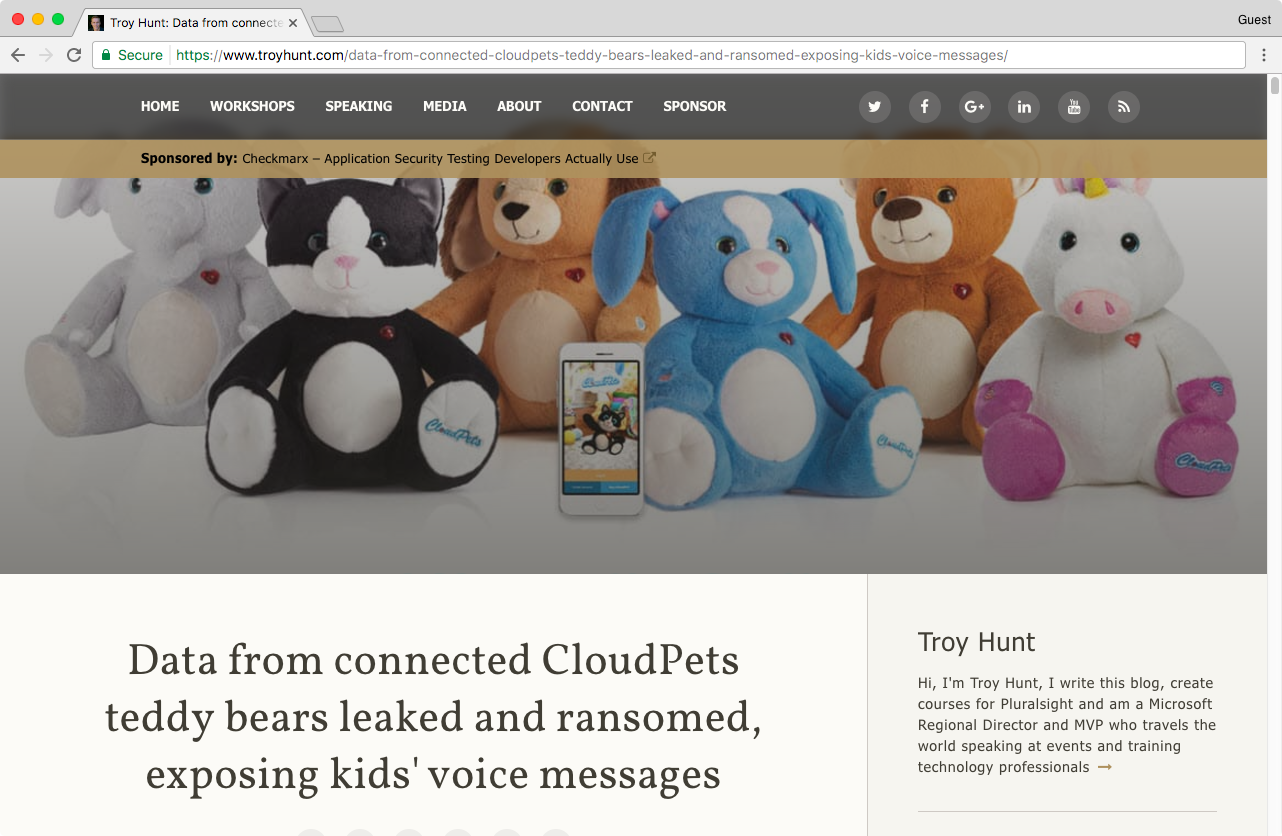 Troy Hunt: Data from connecte
Guest
Secure
https://www.troyhunt.com/data-from-connected-cloudpets-teddy-bears-leaked-and-ransomed-exposing-kids-voice-messages/
HOME WORKSHOPS SPEAKING MEDIA ABOUT CONTACT SPONSOR
You Tube
Sponsored by: Checkmarx – Application Security Testing Developers Actually Use
CloudPets
CloudPets
CloudPets
CloudPets
Data from connected CloudPets
teddy bears leaked and ransomed,
exposing kids' voice messages
Troy Hunt
Hi, I'm Troy Hunt, I write this blog, create
courses for Pluralsight and am a Microsoft
Regional Director and MVP who travels the
world speaking at events and training
technology professionals